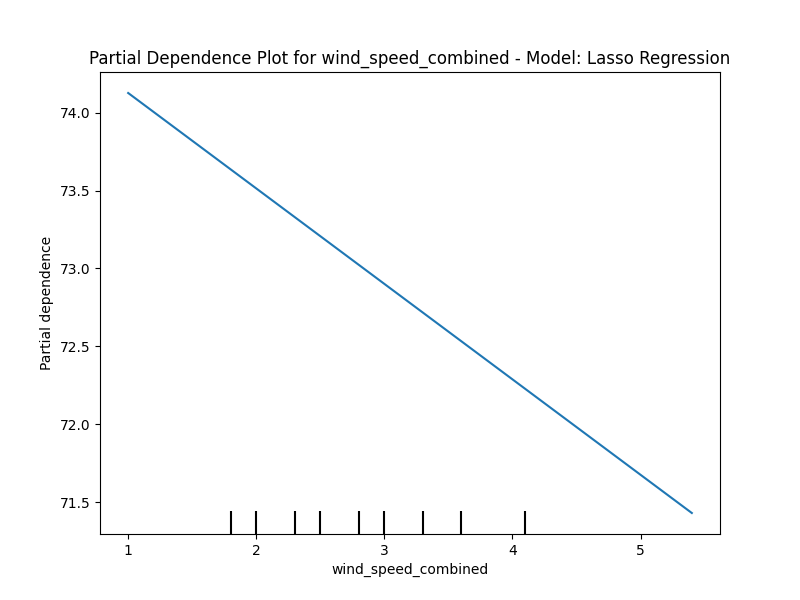 Partial Dependence Plot for wind_speed_combined - Model: Lasso Regression
74.0
73.5
73.0
72.5
72.0
71.5
Partial dependence
1 2 3 4 5
wind_speed_combined